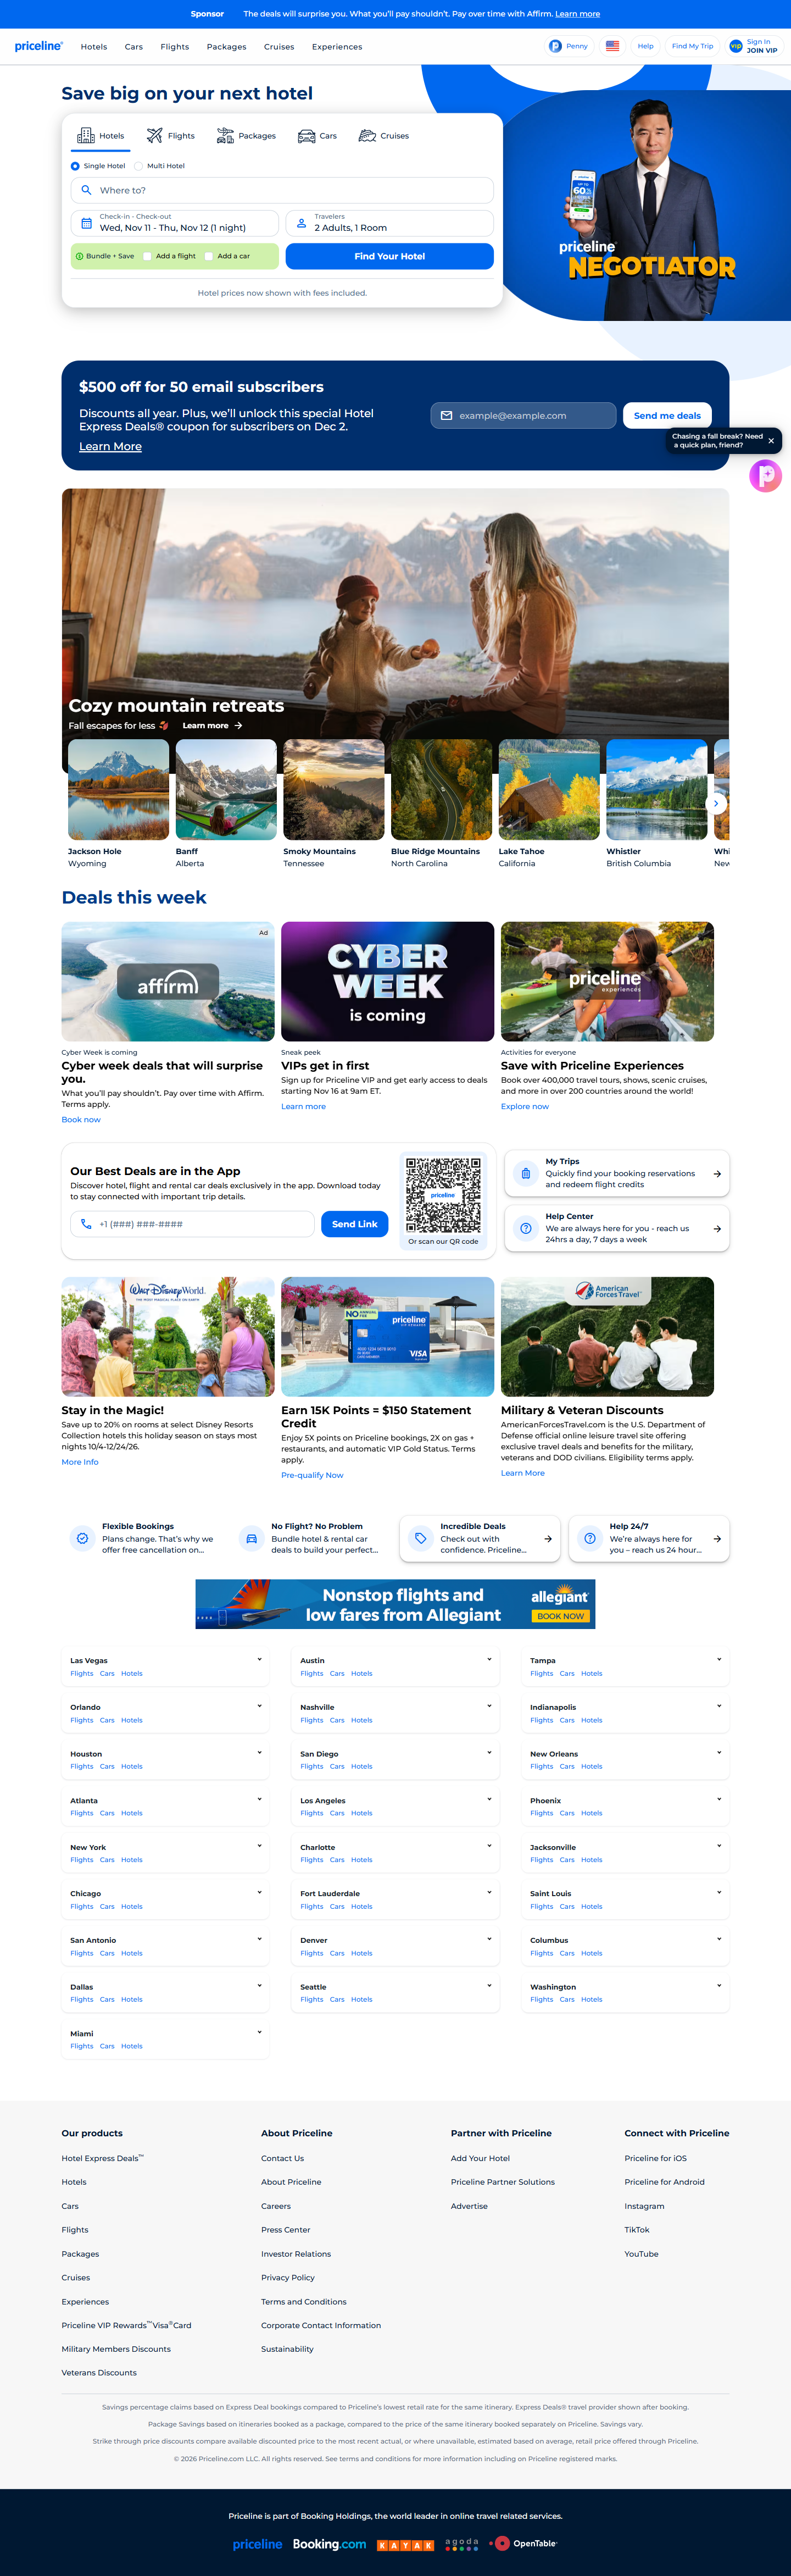 Sponsor The deals will surprise you. What you'll pay shouldn't. Pay over time with Affirm. Learn more
priceline® Hotels Cars Flights Packages Cruises Experiences Penny Help Find My Trip VIP Sign In
JOIN VIP
Save big on your next hotel
Hotels Flights Packages Cars Cruises
Single Hotel Multi Hotel
Where to?
Check-in - Check-out
Wed, Nov 11 - Thu, Nov 12 (1 night)
Travelers
2 Adults, 1 Room
Bundle + Save Add a flight Add a car
Find Your Hotel
Hotel prices now shown with fees included.
UP TO
60%
priceline®
NEGOTIATOR
$500 off for 50 email subscribers
Discounts all year. Plus, we'll unlock this special Hotel
Express Deals® coupon for subscribers on Dec 2.
Learn More
example@example.com
Send me deals
Chasing a fall break? Need
a quick plan, friend?
Cozy mountain retreats
Fall escapes for less 🍂 Learn more
Jackson Hole
Wyoming
Banff
Alberta
Smoky Mountains
Tennessee
Blue Ridge Mountains
North Carolina
Lake Tahoe
California
Whistler
British Columbia
Whi
New
Deals this week
Ad
affirm
Cyber Week is coming
Cyber week deals that will surprise
you.
What you'll pay shouldn't. Pay over time with Affirm.
Terms apply.
Book now
CYBER
WEEK
is coming
Sneak peek
VIPs get in first
Sign up for Priceline VIP and get early access to deals
starting Nov 16 at 9am ET.
Learn more
priceline
experiences
Activities for everyone
Save with Priceline Experiences
Book over 400,000 travel tours, shows, scenic cruises,
and more in over 200 countries around the world!
Explore now
Our Best Deals are in the App
Discover hotel, flight and rental car deals exclusively in the app. Download today
to stay connected with important trip details.
+1 (###) ###-####
Send Link
priceline
Or scan our QR code
My Trips
Quickly find your booking reservations
and redeem flight credits
Help Center
We are always here for you - reach us
24hrs a day, 7 days a week
Walt Disney World.
THE MOST MAGICAL PLACE ON EARTH
Stay in the Magic!
Save up to 20% on rooms at select Disney Resorts
Collection hotels this holiday season on stays most
nights 10/4-12/24/26.
More Info
NO ANNUAL
FEE
priceline
VIP REWARDS
VISA
Earn 15K Points = $150 Statement
Credit
Enjoy 5X points on Priceline bookings, 2X on gas +
restaurants, and automatic VIP Gold Status. Terms
apply.
Pre-qualify Now
American
Forces Travel
Military & Veteran Discounts
AmericanForcesTravel.com is the U.S. Department of
Defense official online leisure travel site offering
exclusive travel deals and benefits for the military,
veterans and DOD civilians. Eligibility terms apply.
Learn More
Flexible Bookings
Plans change. That's why we
offer free cancellation on...
No Flight? No Problem
Bundle hotel & rental car
deals to build your perfect...
Incredible Deals
Check out with
confidence. Priceline...
Help 24/7
We're always here for
you – reach us 24 hour...
Nonstop flights and
low fares from Allegiant
allegiant
BOOK NOW
Las Vegas Austin Tampa
Flights Cars Hotels Flights Cars Hotels Flights Cars Hotels
Orlando Nashville Indianapolis
Flights Cars Hotels Flights Cars Hotels Flights Cars Hotels
Houston San Diego New Orleans
Flights Cars Hotels Flights Cars Hotels Flights Cars Hotels
Atlanta Los Angeles Phoenix
Flights Cars Hotels Flights Cars Hotels Flights Cars Hotels
New York Charlotte Jacksonville
Flights Cars Hotels Flights Cars Hotels Flights Cars Hotels
Chicago Fort Lauderdale Saint Louis
Flights Cars Hotels Flights Cars Hotels Flights Cars Hotels
San Antonio Denver Columbus
Flights Cars Hotels Flights Cars Hotels Flights Cars Hotels
Dallas Seattle Washington
Flights Cars Hotels Flights Cars Hotels Flights Cars Hotels
Miami
Flights Cars Hotels
Our products
Hotel Express Deals™
Hotels
Cars
Flights
Packages
Cruises
Experiences
Priceline VIP Rewards™Visa®Card
Military Members Discounts
Veterans Discounts
About Priceline
Contact Us
About Priceline
Careers
Press Center
Investor Relations
Privacy Policy
Terms and Conditions
Corporate Contact Information
Sustainability
Partner with Priceline
Add Your Hotel
Priceline Partner Solutions
Advertise
Connect with Priceline
Priceline for iOS
Priceline for Android
Instagram
TikTok
YouTube
Savings percentage claims based on Express Deal bookings compared to Priceline's lowest retail rate for the same itinerary. Express Deals® travel provider shown after booking.
Package Savings based on itineraries booked as a package, compared to the price of the same itinerary booked separately on Priceline. Savings vary.
Strike through price discounts compare available discounted price to the most recent actual, or where unavailable, estimated based on average, retail price offered through Priceline.
© 2026 Priceline.com LLC. All rights reserved. See terms and conditions for more information including on Priceline registered marks.
Priceline is part of Booking Holdings, the world leader in online travel related services.
priceline Booking.com KAYAK agoda OpenTable